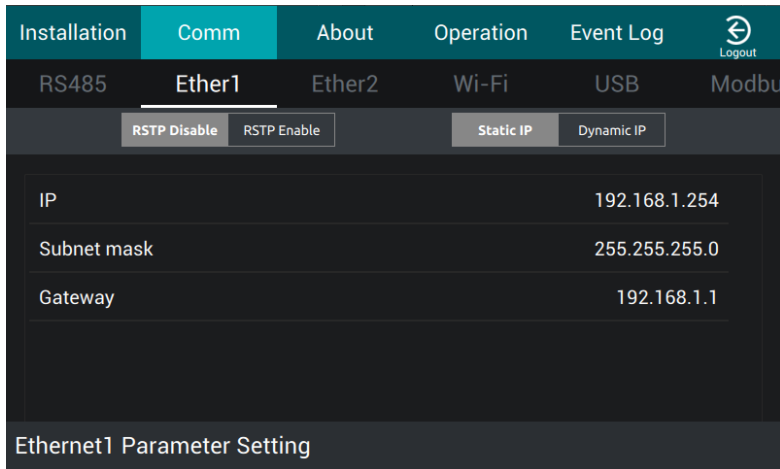 Installation Comm About Operation Event Log Logout
RS485 Ether1 Ether2 Wi-Fi USB Modbu
RSTP Disable RSTP Enable Static IP Dynamic IP
IP 192.168.1.254
Subnet mask 255.255.255.0
Gateway 192.168.1.1
Ethernet1 Parameter Setting